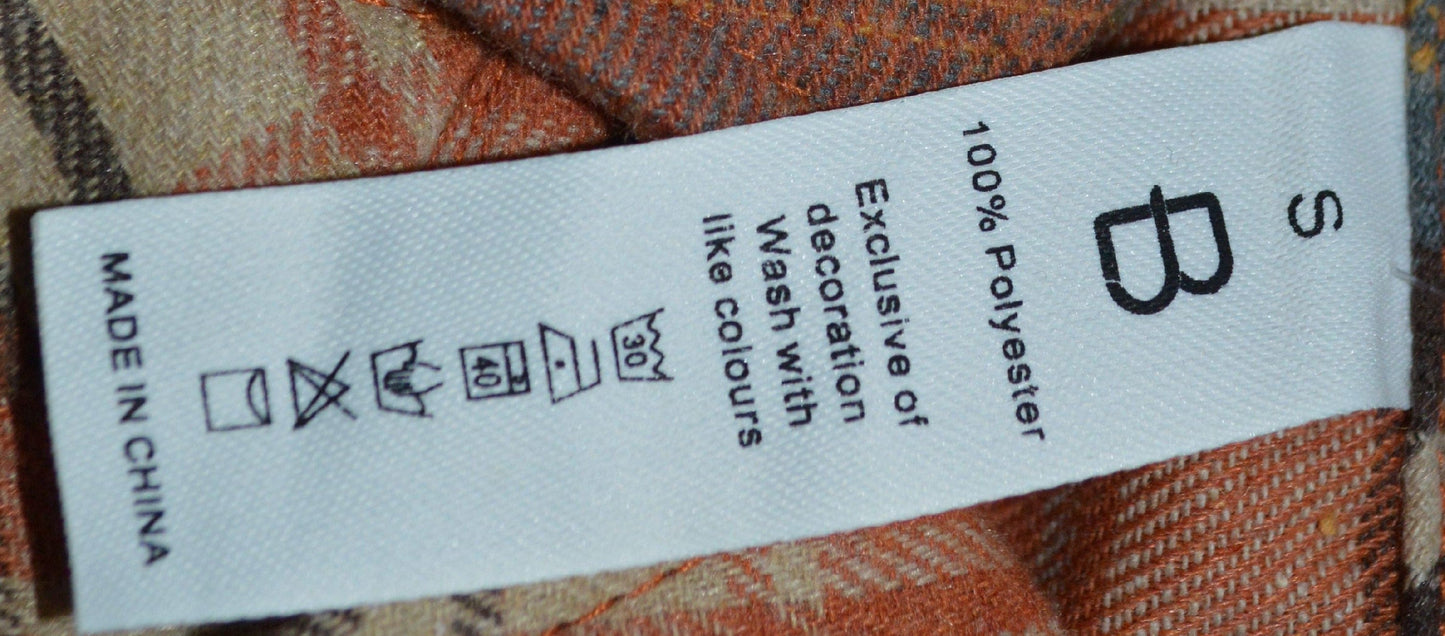 S
B
100% Polyester
Exclusive of
decoration
Wash with
like colours
30
40
MADE IN CHINA